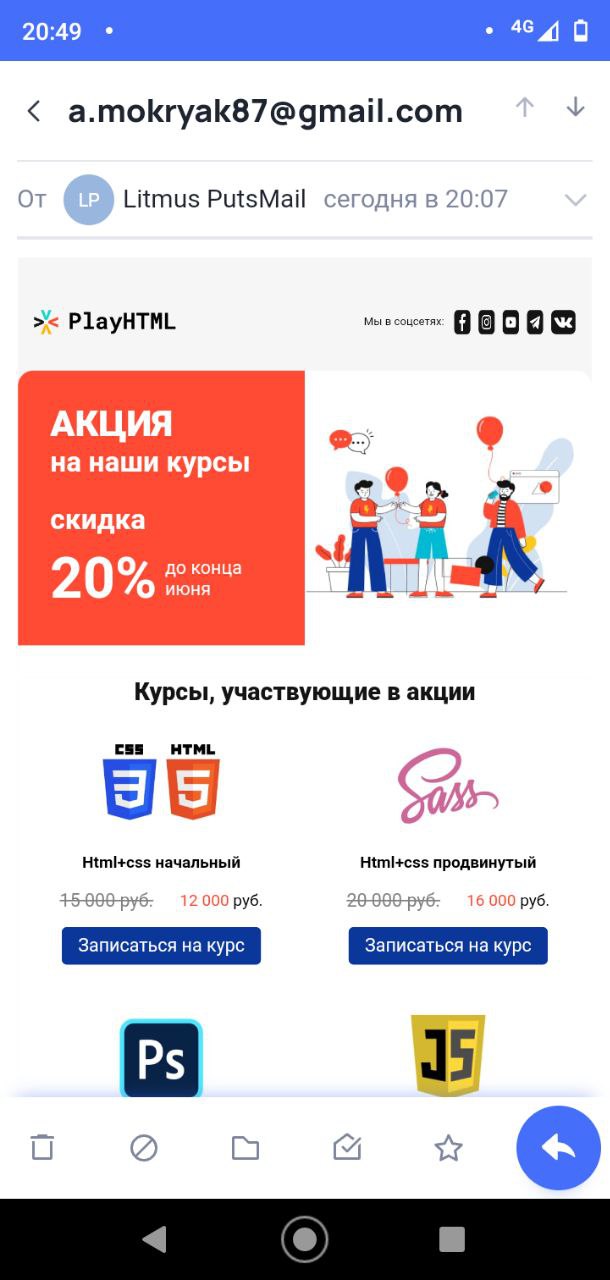 20:49
4G
a.mokryak87@gmail.com
От LP Litmus PutsMail сегодня в 20:07
PlayHTML
Мы в соцсетях:
АКЦИЯ
на наши курсы
скидка
20% до конца
июня
Курсы, участвующие в акции
CSS HTML
3 5
Sass
Html+css начальный
Html+css продвинутый
15 000 руб. 12 000 руб.
20 000 руб. 16 000 руб.
Записаться на курс
Записаться на курс
Ps
JS